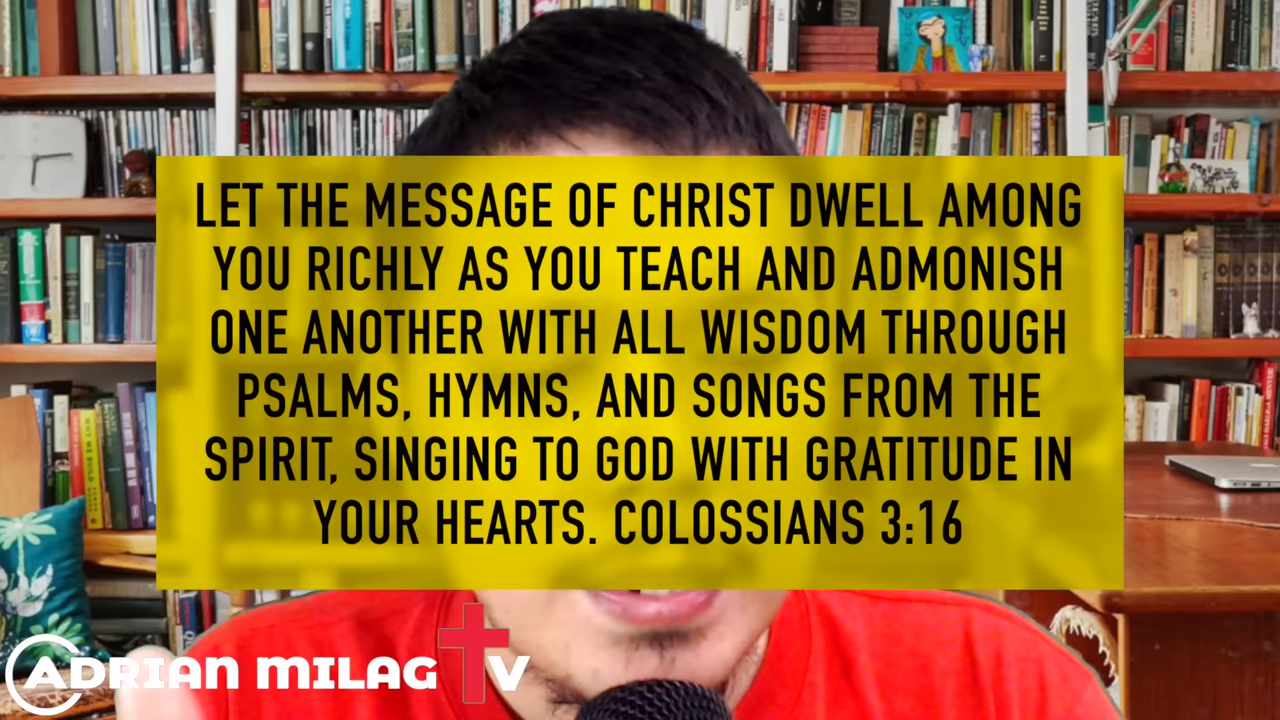 LET THE MESSAGE OF CHRIST DWELL AMONG
YOU RICHLY AS YOU TEACH AND ADMONISH
ONE ANOTHER WITH ALL WISDOM THROUGH
PSALMS, HYMNS, AND SONGS FROM THE
SPIRIT, SINGING TO GOD WITH GRATITUDE IN
YOUR HEARTS. COLOSSIANS 3:16
ADRIAN MILAG TV